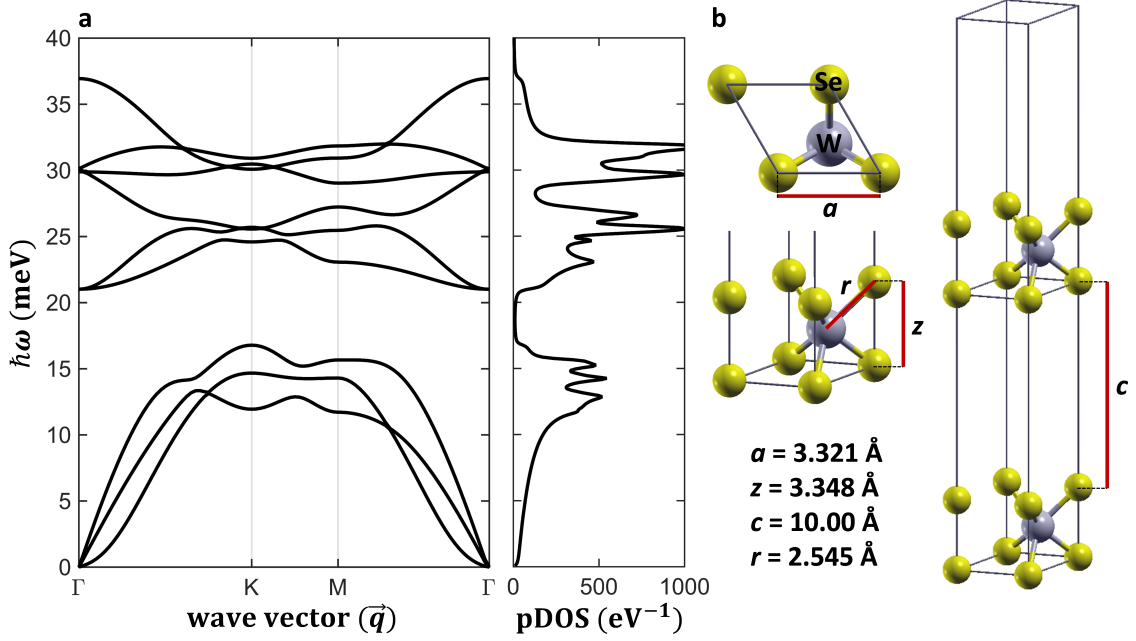 a
40
35
30
25
20
15
10
5
0
ℏω (meV)
Γ
K
M
Γ
wave vector (q⃗)
0
500
1000
pDOS (eV⁻¹)
b
Se
W
a
r
z
c
a = 3.321 Å
z = 3.348 Å
c = 10.00 Å
r = 2.545 Å